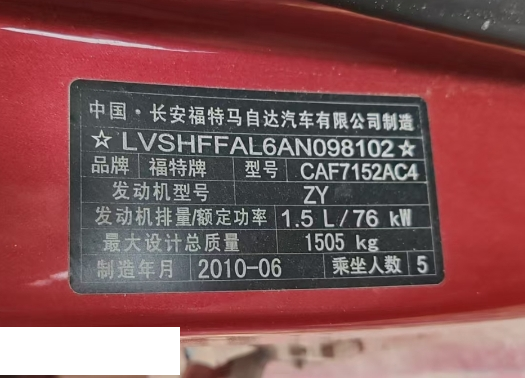 中国·长安福特马自达汽车有限公司制造
☆LVSHFFAL6AN098102☆
品牌 福特牌 型号 CAF7152AC4
发动机型号 ZY
发动机排量/额定功率 1.5 L/76 kW
最大设计总质量 1505 kg
制造年月 2010-06 乘坐人数 5